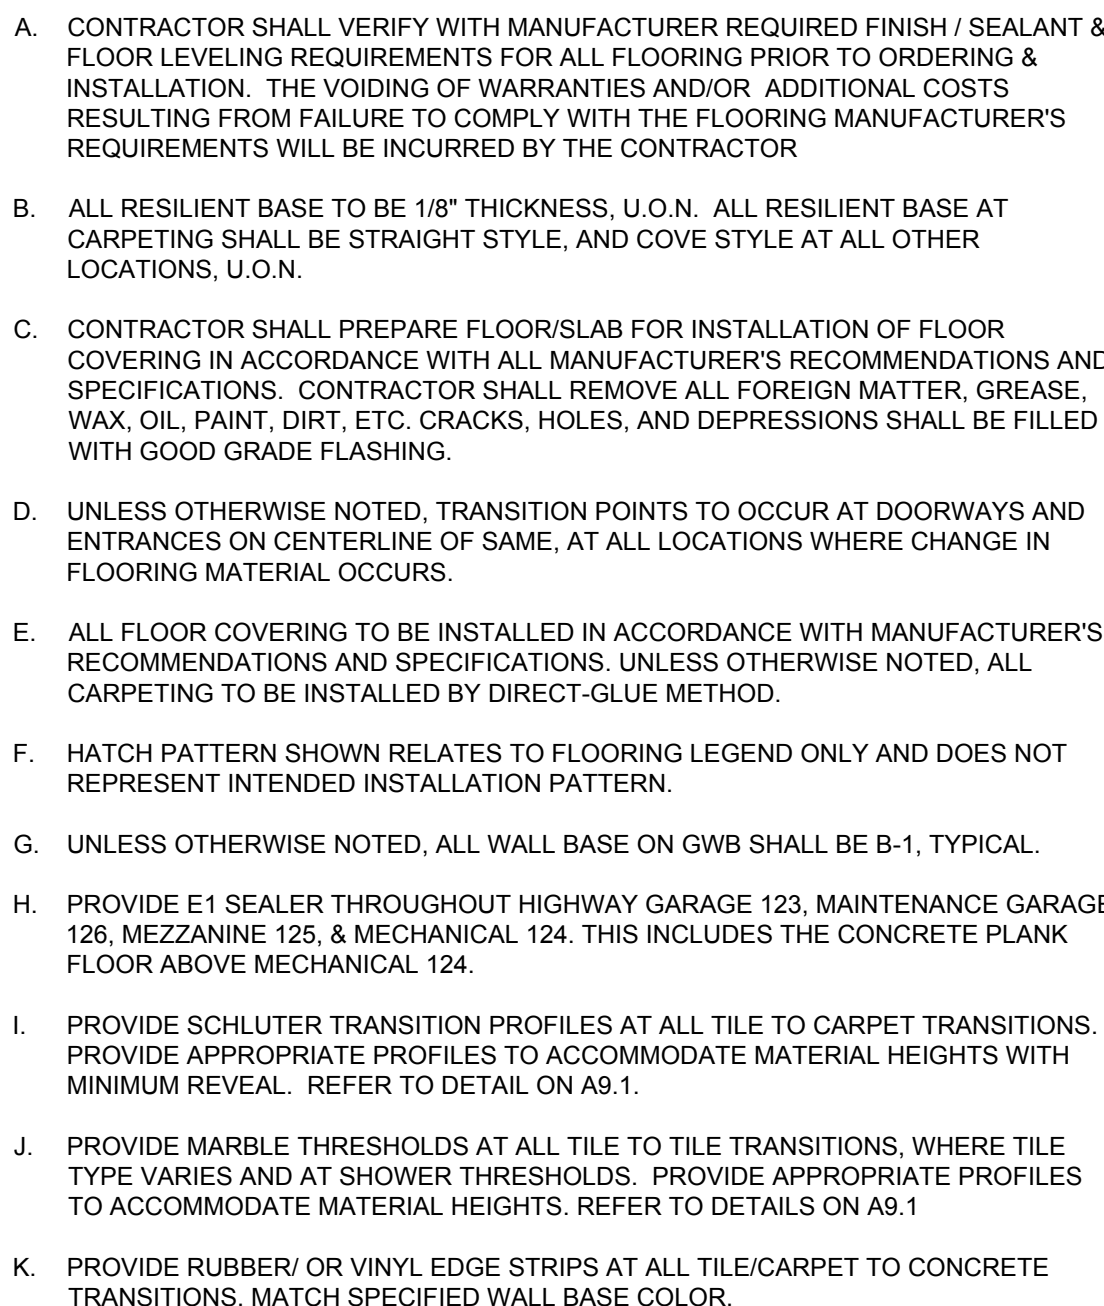 A. CONTRACTOR SHALL VERIFY WITH MANUFACTURER REQUIRED FINISH / SEALANT &
FLOOR LEVELING REQUIREMENTS FOR ALL FLOORING PRIOR TO ORDERING &
INSTALLATION. THE VOIDING OF WARRANTIES AND/OR ADDITIONAL COSTS
RESULTING FROM FAILURE TO COMPLY WITH THE FLOORING MANUFACTURER'S
REQUIREMENTS WILL BE INCURRED BY THE CONTRACTOR
B. ALL RESILIENT BASE TO BE 1/8" THICKNESS, U.O.N. ALL RESILIENT BASE AT
CARPETING SHALL BE STRAIGHT STYLE, AND COVE STYLE AT ALL OTHER
LOCATIONS, U.O.N.
C. CONTRACTOR SHALL PREPARE FLOOR/SLAB FOR INSTALLATION OF FLOOR
COVERING IN ACCORDANCE WITH ALL MANUFACTURER'S RECOMMENDATIONS AND
SPECIFICATIONS. CONTRACTOR SHALL REMOVE ALL FOREIGN MATTER, GREASE,
WAX, OIL, PAINT, DIRT, ETC. CRACKS, HOLES, AND DEPRESSIONS SHALL BE FILLED
WITH GOOD GRADE FLASHING.
D. UNLESS OTHERWISE NOTED, TRANSITION POINTS TO OCCUR AT DOORWAYS AND
ENTRANCES ON CENTERLINE OF SAME, AT ALL LOCATIONS WHERE CHANGE IN
FLOORING MATERIAL OCCURS.
E. ALL FLOOR COVERING TO BE INSTALLED IN ACCORDANCE WITH MANUFACTURER'S
RECOMMENDATIONS AND SPECIFICATIONS. UNLESS OTHERWISE NOTED, ALL
CARPETING TO BE INSTALLED BY DIRECT-GLUE METHOD.
F. HATCH PATTERN SHOWN RELATES TO FLOORING LEGEND ONLY AND DOES NOT
REPRESENT INTENDED INSTALLATION PATTERN.
G. UNLESS OTHERWISE NOTED, ALL WALL BASE ON GWB SHALL BE B-1, TYPICAL.
H. PROVIDE E1 SEALER THROUGHOUT HIGHWAY GARAGE 123, MAINTENANCE GARAGE
126, MEZZANINE 125, & MECHANICAL 124. THIS INCLUDES THE CONCRETE PLANK
FLOOR ABOVE MECHANICAL 124.
I. PROVIDE SCHLUTER TRANSITION PROFILES AT ALL TILE TO CARPET TRANSITIONS.
PROVIDE APPROPRIATE PROFILES TO ACCOMMODATE MATERIAL HEIGHTS WITH
MINIMUM REVEAL. REFER TO DETAIL ON A9.1.
J. PROVIDE MARBLE THRESHOLDS AT ALL TILE TO TILE TRANSITIONS, WHERE TILE
TYPE VARIES AND AT SHOWER THRESHOLDS. PROVIDE APPROPRIATE PROFILES
TO ACCOMMODATE MATERIAL HEIGHTS. REFER TO DETAILS ON A9.1
K. PROVIDE RUBBER/ OR VINYL EDGE STRIPS AT ALL TILE/CARPET TO CONCRETE
TRANSITIONS. MATCH SPECIFIED WALL BASE COLOR.